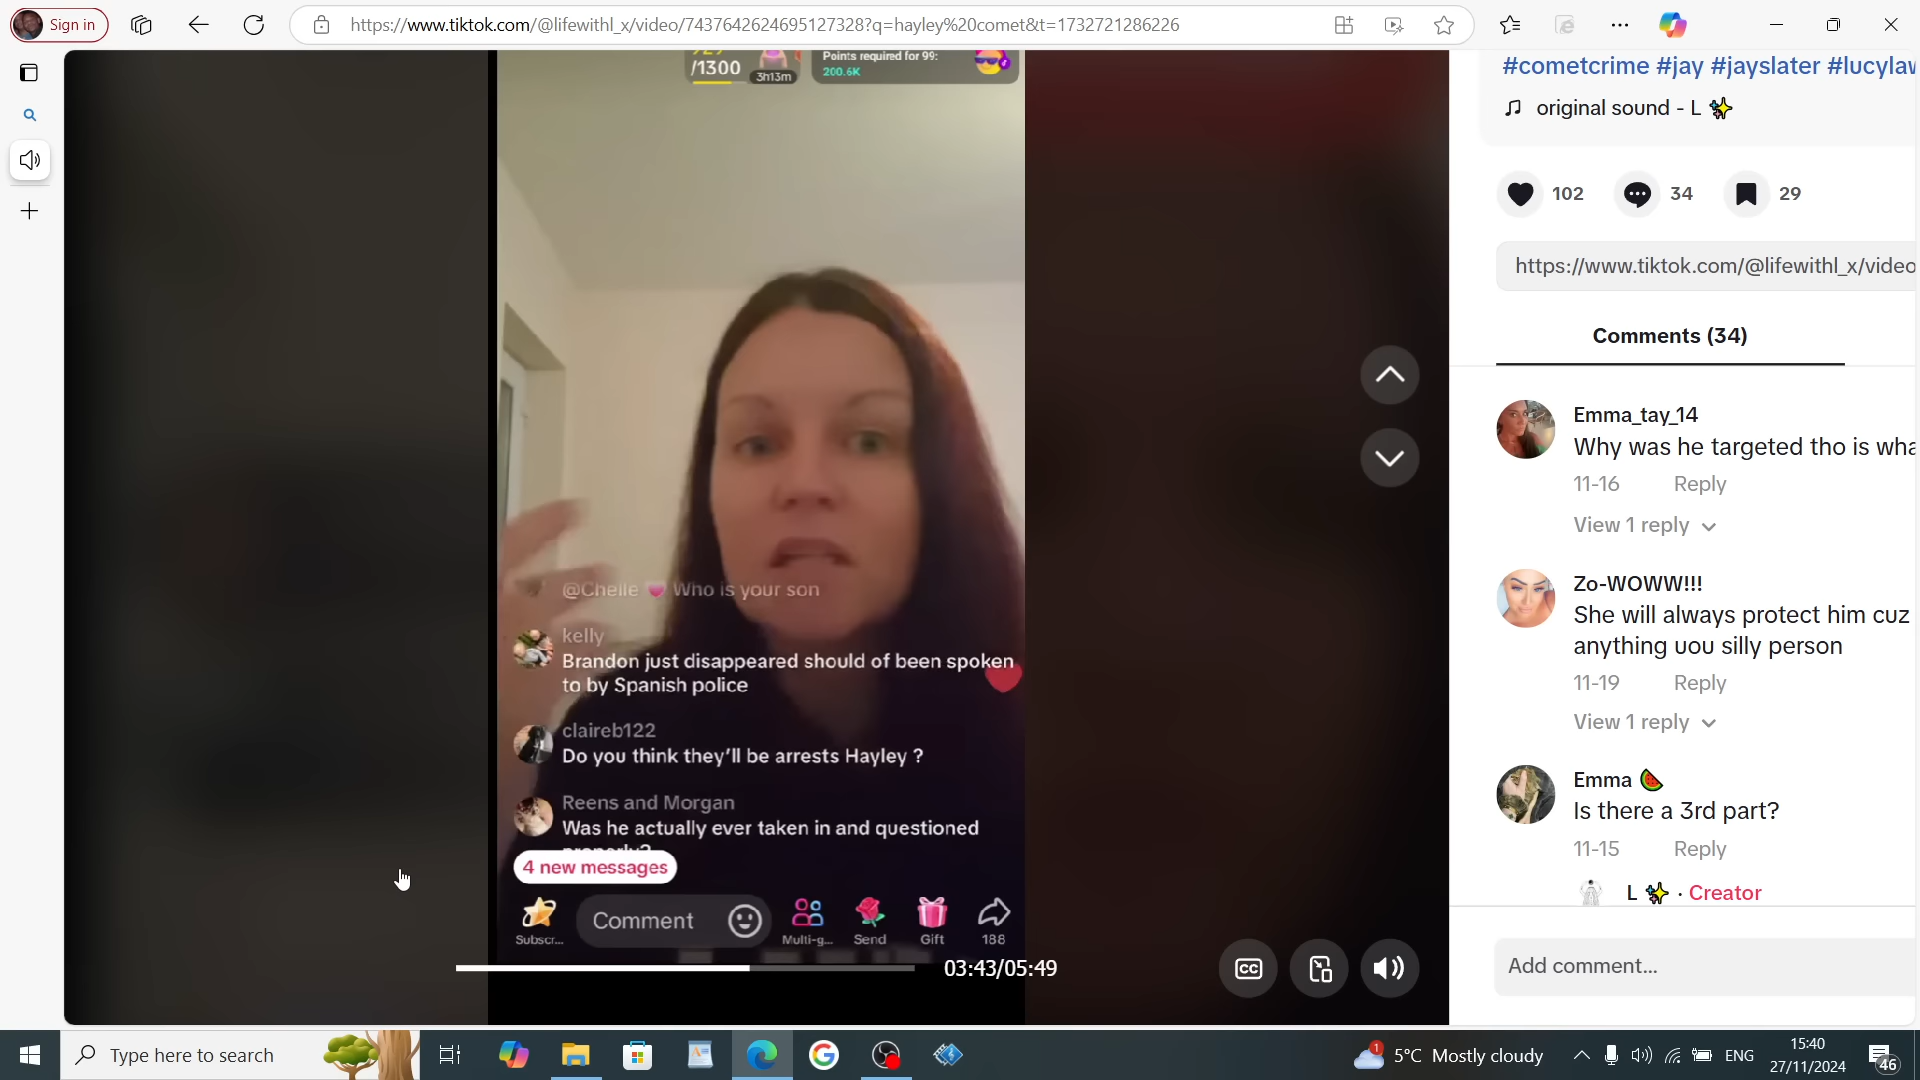 Sign in
https://www.tiktok.com/@lifewithl_x/video/7437642624695127328?q=hayley%20comet&t=1732721286226
/1300
3h13m
Points required for 99:
200.6K
@Chelle 💗 Who is your son
kelly
Brandon just disappeared should of been spoken
to by Spanish police
claireb122
Do you think they'll be arrests Hayley ?
Reens and Morgan
Was he actually ever taken in and questioned
4 new messages
Subscr...
Comment
Multi-g...
Send
Gift
188
03:43/05:49
CC
#cometcrime #jay #jayslater
original sound - L ✨
102
34
29
https://www.tiktok.com/@lifewithl_x/video
Comments (34)
Emma_tay_14
Why was he targeted tho is
11-16 Reply
View 1 reply
Zo-WOWW!!!
She will always protect him cuz
anything uou silly person
11-19 Reply
View 1 reply
Emma 🍉
Is there a 3rd part?
11-15 Reply
L ✨ · Creator
Add comment...
Type here to search
1
5°C Mostly cloudy
ENG
15:40
27/11/2024
46